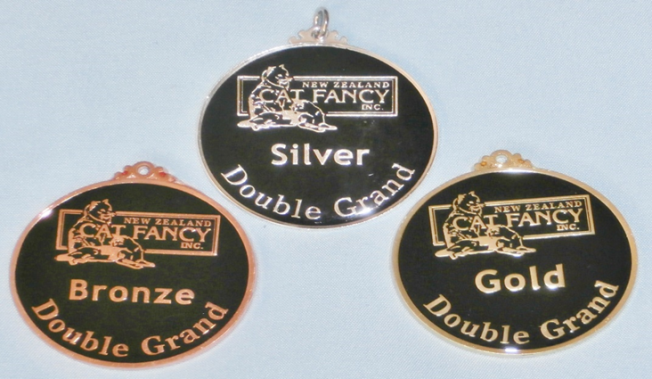 NEW ZEALAND
CAT FANCY
INC.
Silver
Double Grand
NEW ZEALAND
CAT FANCY
INC.
Bronze
Double Grand
NEW ZEALAND
CAT FANCY
INC.
Gold
Double Grand